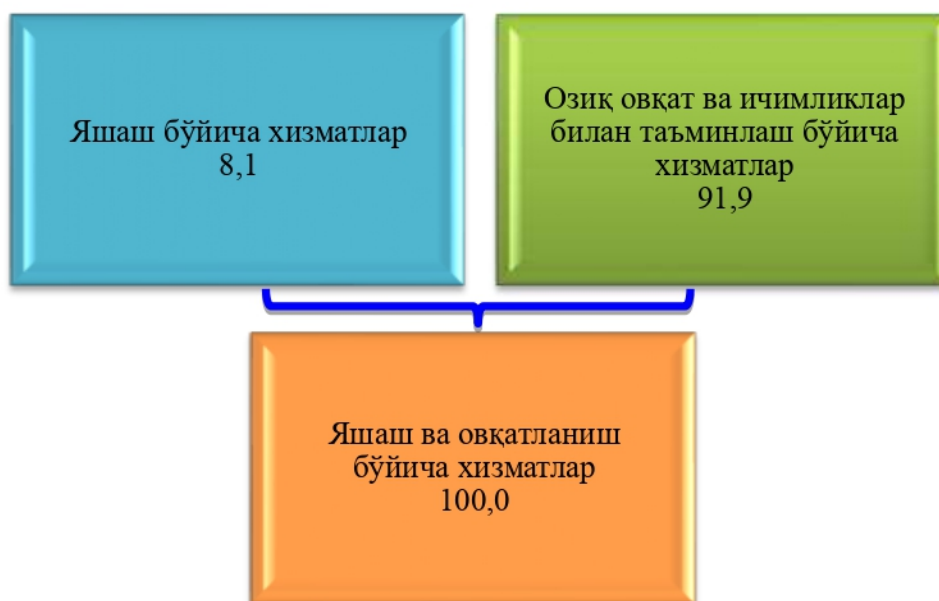 Яшаш бўйича хизматлар
8,1
Озиқ овқат ва ичимликлар
билан таъминлаш бўйича
хизматлар
91,9
Яшаш ва овқатланиш
бўйича хизматлар
100,0